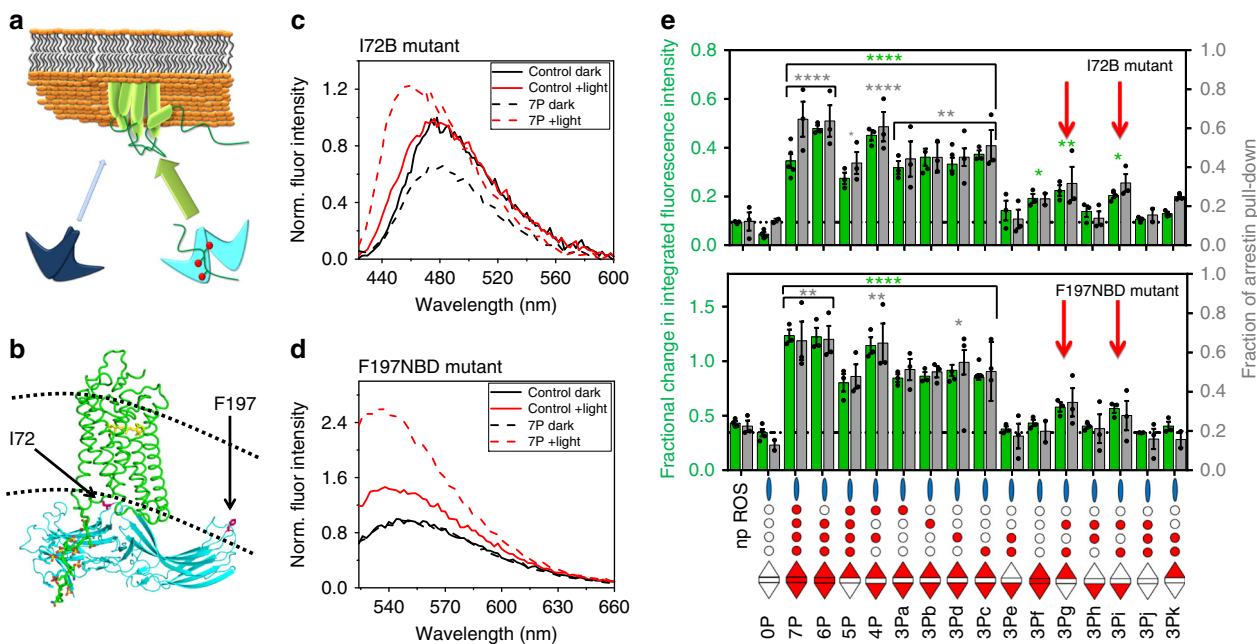 a
b
I72
F197
c
I72B mutant
Norm. fluor intensity
1.2
0.8
0.4
0.0
440
480
520
560
600
Wavelength (nm)
Control dark
Control +light
7P dark
7P +light
d
F197NBD mutant
Norm. fluor intensity
2.4
1.6
0.8
0.0
540
570
600
630
660
Wavelength (nm)
Control dark
Control +light
7P dark
7P +light
e
Fractional change in integrated fluorescence intensity
Fraction of arrestin pull-down
0.8
0.6
0.4
0.2
0.0
1.0
0.8
0.6
0.4
0.2
0.0
I72B mutant
****
****
****
*
**
*
**
*
1.5
1.0
0.5
0.0
1.0
0.8
0.6
0.4
0.2
0.0
F197NBD mutant
****
**
**
*
np ROS
0P
7P
6P
5P
4P
3Pa
3Pb
3Pd
3Pc
3Pe
3Pf
3Pg
3Ph
3Pi
3Pj
3Pk